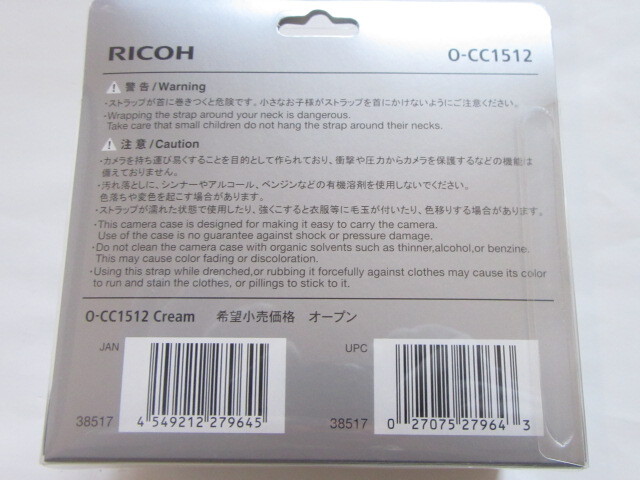 RICOH
O-CC1512
警告/Warning
・ストラップが首に巻きつくと危険です。小さなお子様がストラップを首にかけないようにご注意ください。
・Wrapping the strap around your neck is dangerous.
Take care that small children do not hang the strap around their necks.
注意/Caution
・カメラを持ち運び易くすることを目的として作られており、衝撃や圧力からカメラを保護するなどの機能は
備えておりません。
・汚れ落としに、シンナーやアルコール、ベンジンなどの有機溶剤を使用しないでください。
色落ちや変色を起こす場合があります。
・ストラップが濡れた状態で使用したり、強くこすると衣服等に毛玉が付いたり、色移りする場合があります。
・This camera case is designed for making it easy to carry the camera.
Use of the case is no guarantee against shock or pressure damage.
・Do not clean the camera case with organic solvents such as thinner,alcohol,or benzine.
This may cause color fading or discoloration.
・Using this strap while drenched,or rubbing it forcefully against clothes may cause its color
to run and stain the clothes, or pillings to stick to it.
O-CC1512 Cream 希望小売価格 オープン
JAN
UPC
38517
4 549212 279645
38517
0 27075 27964 3